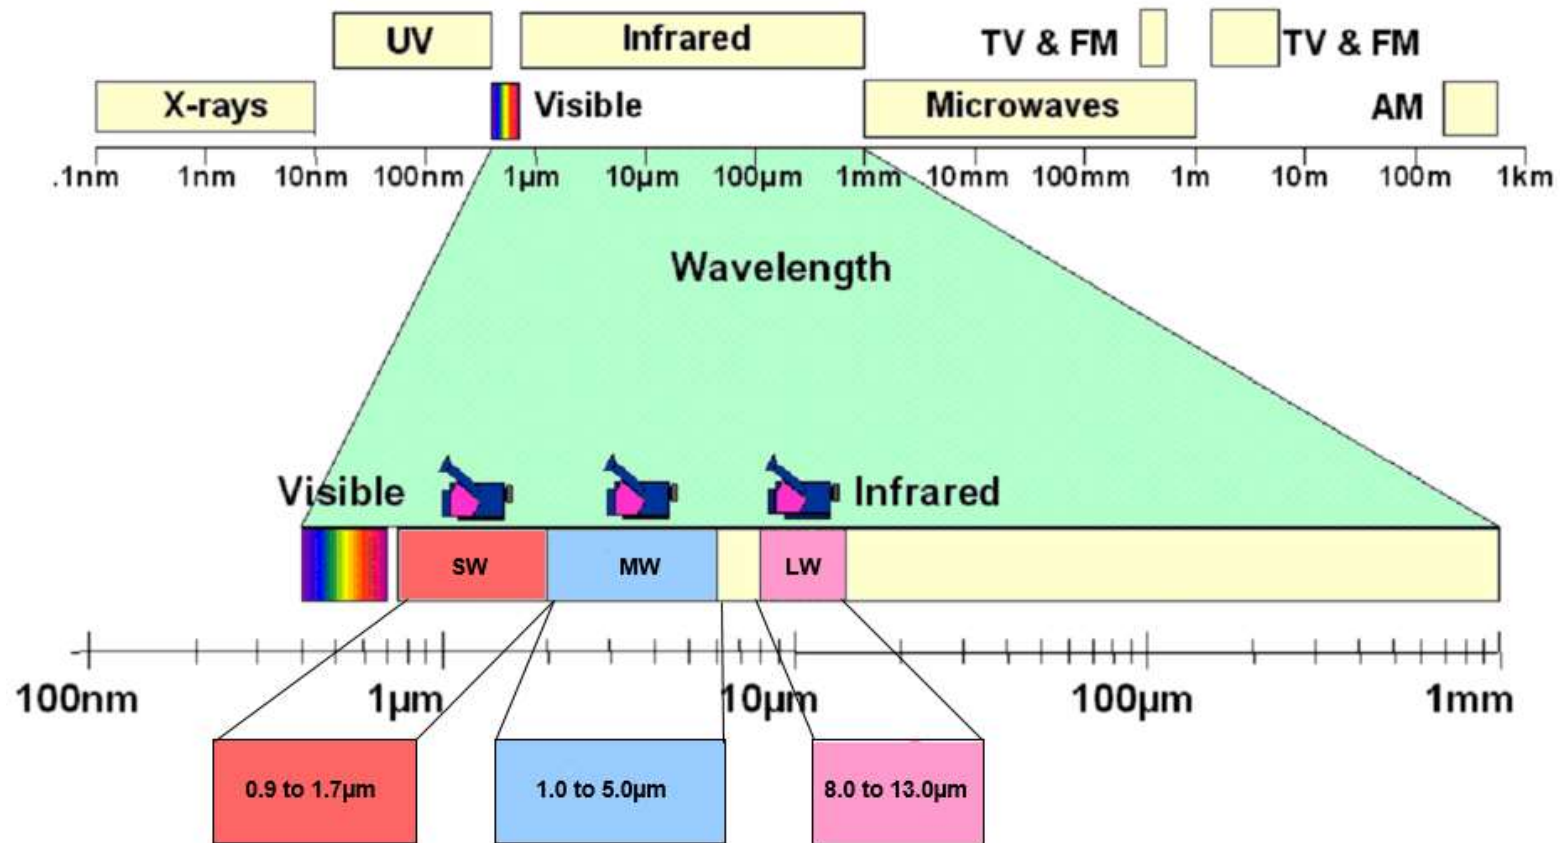 UV
Infrared
TV & FM
TV & FM
X-rays
Visible
Microwaves
AM
.1nm 1nm 10nm 100nm 1µm 10µm 100µm 1mm 10mm 100mm 1m 10m 100m 1km
Wavelength
Visible
Infrared
SW
MW
LW
100nm 1µm 10µm 100µm 1mm
0.9 to 1.7µm
1.0 to 5.0µm
8.0 to 13.0µm